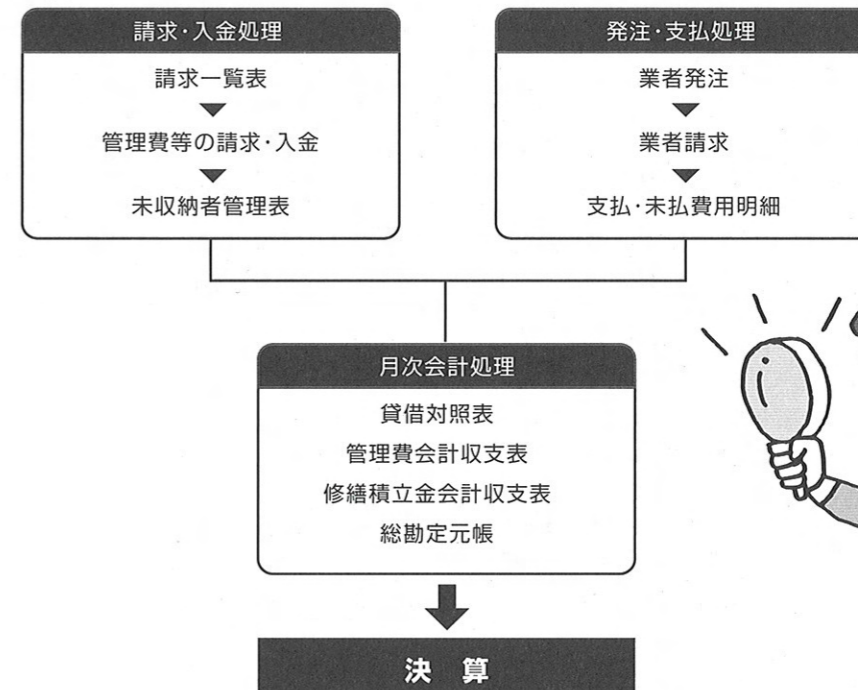 請求・入金処理
請求一覧表
管理費等の請求・入金
未収納者管理表
発注・支払処理
業者発注
業者請求
支払・未払費用明細
月次会計処理
貸借対照表
管理費会計収支表
修繕積立金会計収支表
総勘定元帳
決 算